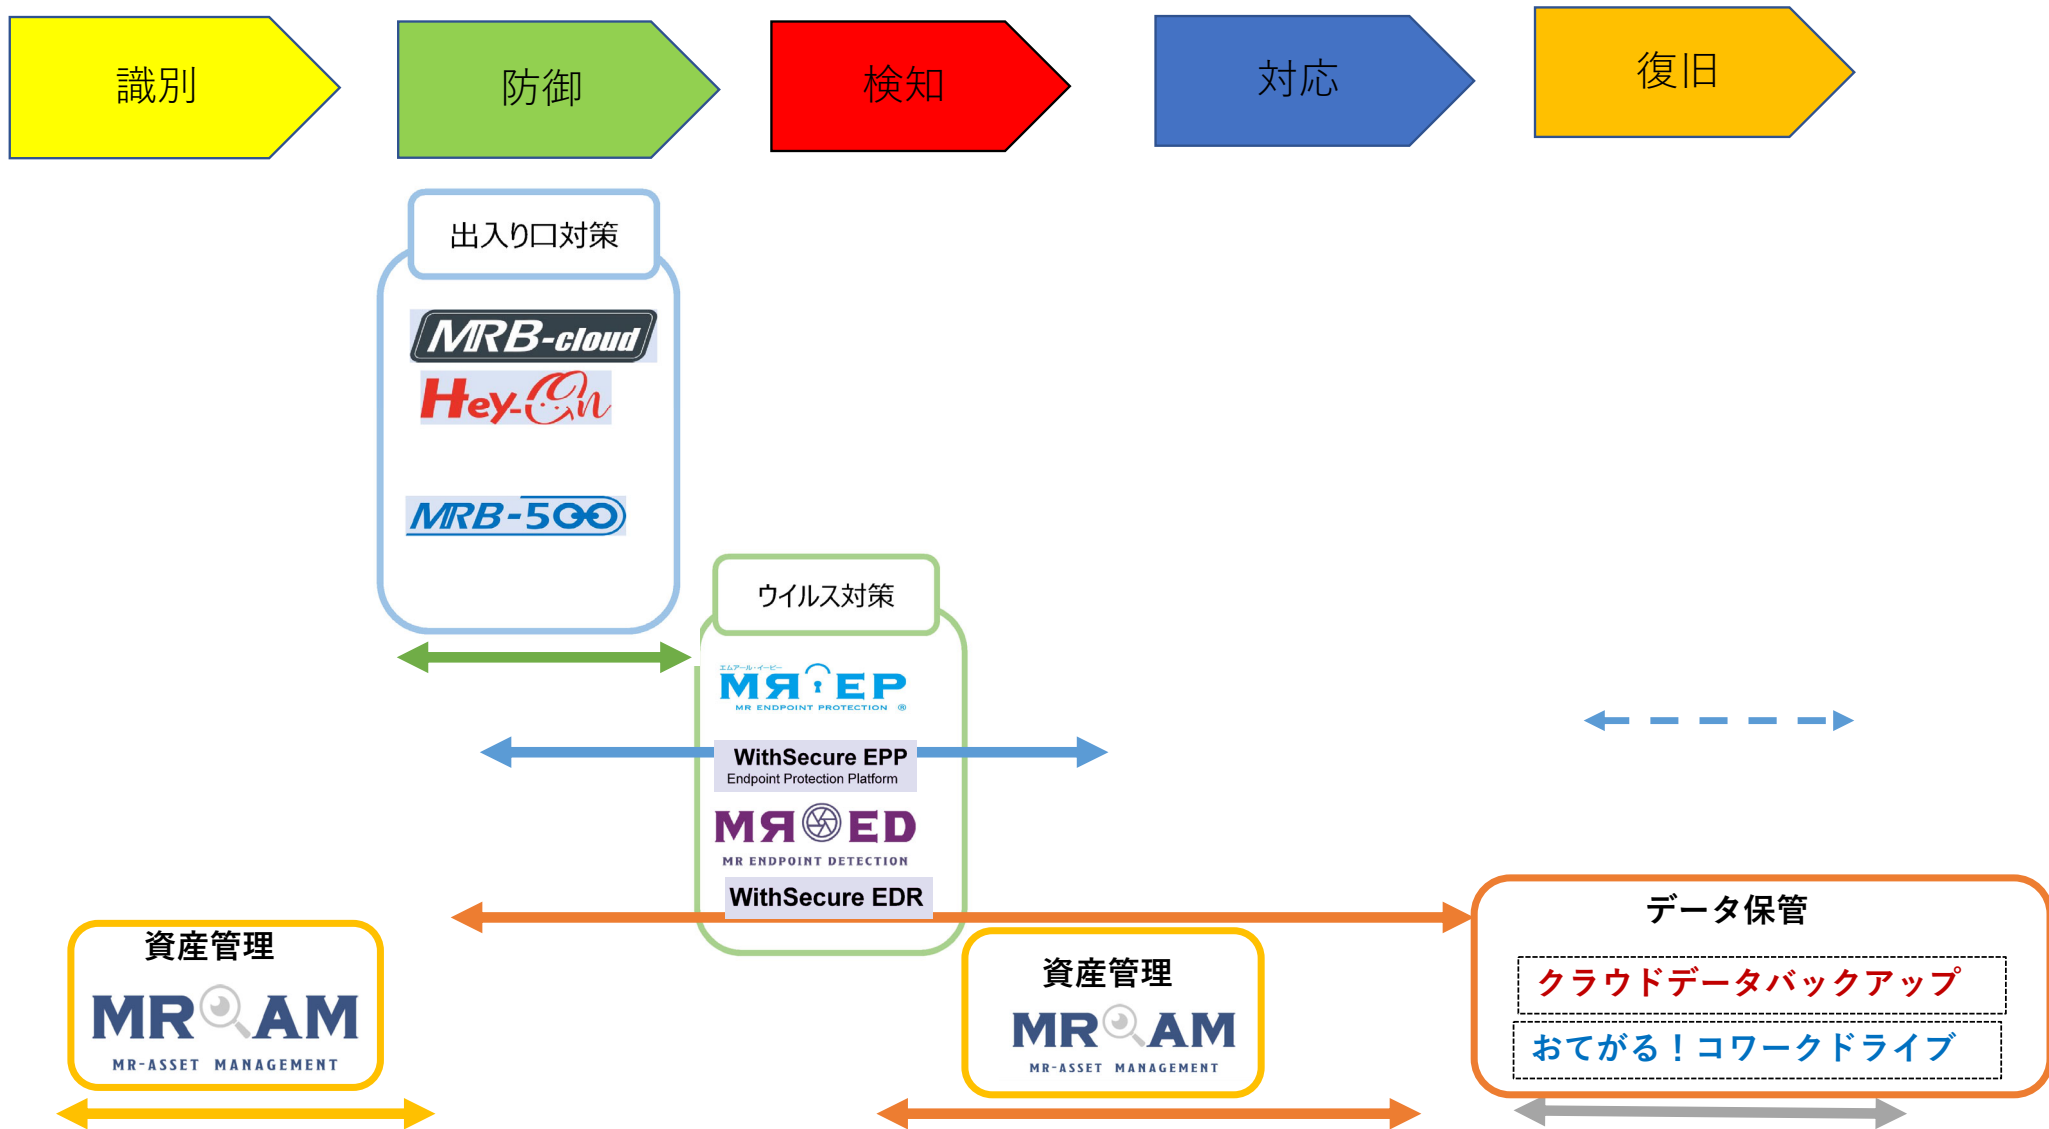 識別
防御
検知
対応
復旧
出入り口対策
MRB-cloud
Hey-On
MRB-500
ウイルス対策
エムアール・イーピー
MR EP
MR ENDPOINT PROTECTION ®
WithSecure EPP
Endpoint Protection Platform
MR ED
MR ENDPOINT DETECTION
WithSecure EDR
資産管理
MR AM
MR-ASSET MANAGEMENT
資産管理
MR AM
MR-ASSET MANAGEMENT
データ保管
クラウドデータバックアップ
おてがる！コワークドライブ